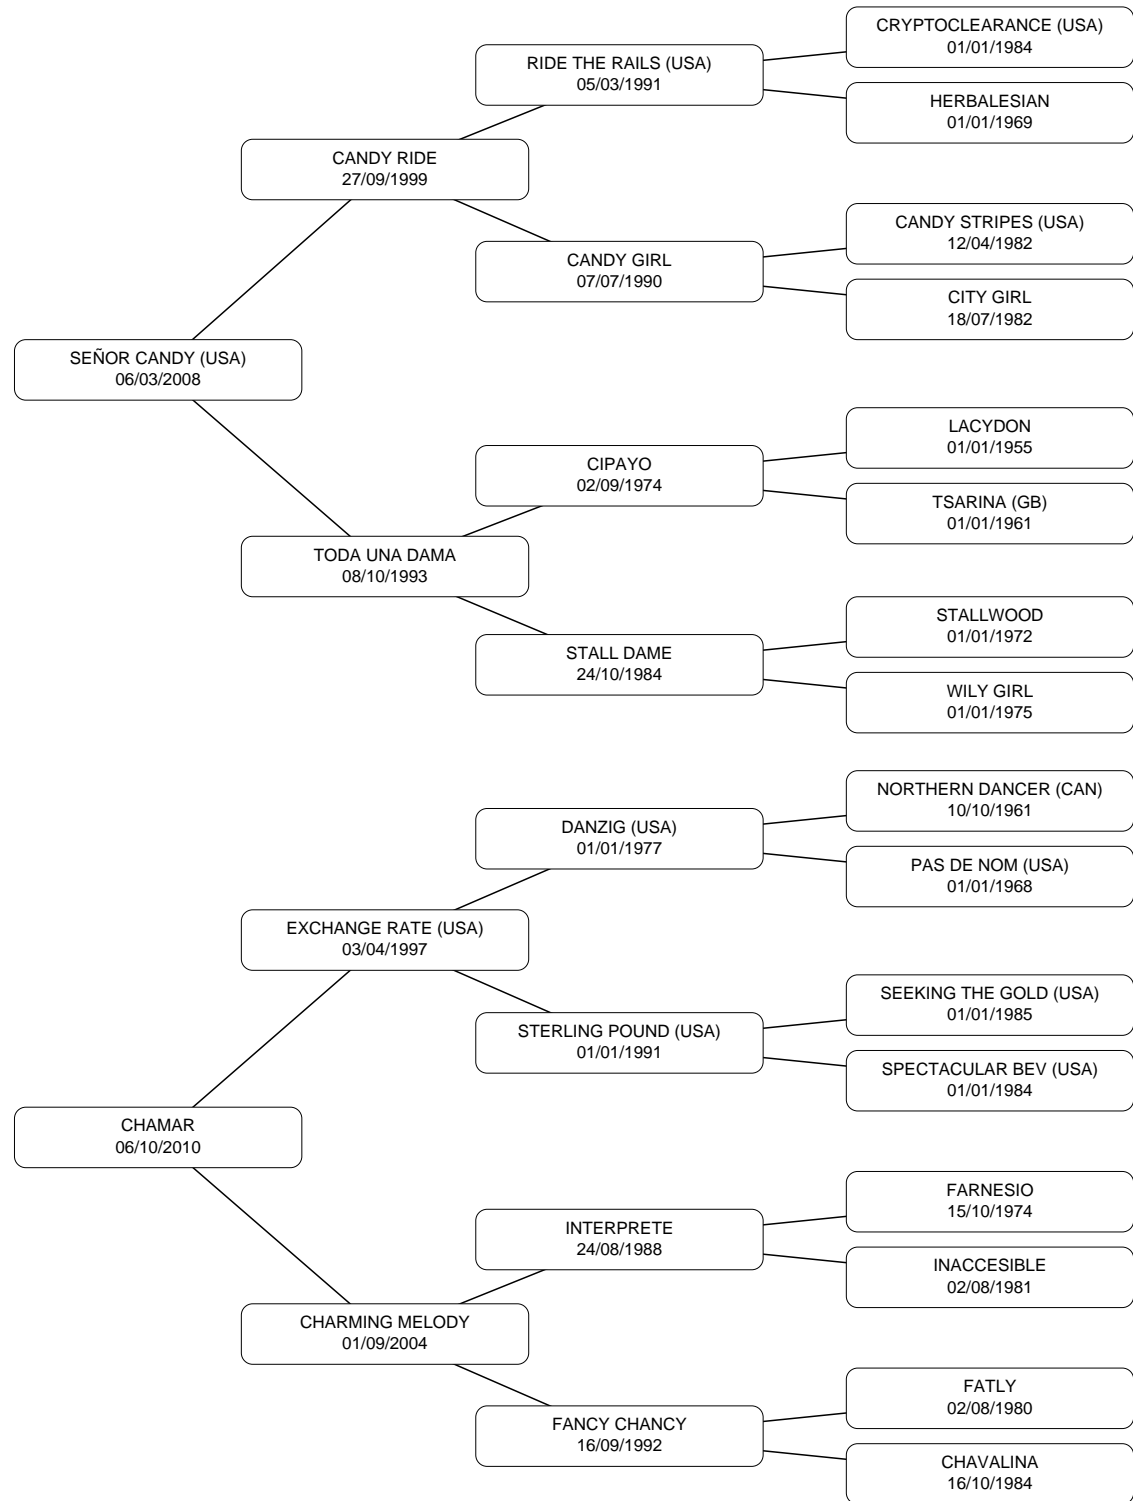 CRYPTOCLEARANCE (USA)
01/01/1984
RIDE THE RAILS (USA)
05/03/1991
HERBALESIAN
01/01/1969
CANDY RIDE
27/09/1999
CANDY STRIPES (USA)
12/04/1982
CANDY GIRL
07/07/1990
CITY GIRL
18/07/1982
SEÑOR CANDY (USA)
06/03/2008
LACYDON
01/01/1955
CIPAYO
02/09/1974
TSARINA (GB)
01/01/1961
TODA UNA DAMA
08/10/1993
STALLWOOD
01/01/1972
STALL DAME
24/10/1984
WILY GIRL
01/01/1975
NORTHERN DANCER (CAN)
10/10/1961
DANZIG (USA)
01/01/1977
PAS DE NOM (USA)
01/01/1968
EXCHANGE RATE (USA)
03/04/1997
SEEKING THE GOLD (USA)
01/01/1985
STERLING POUND (USA)
01/01/1991
SPECTACULAR BEV (USA)
01/01/1984
CHAMAR
06/10/2010
FARNESIO
15/10/1974
INTERPRETE
24/08/1988
INACCESIBLE
02/08/1981
CHARMING MELODY
01/09/2004
FATLY
02/08/1980
FANCY CHANCY
16/09/1992
CHAVALINA
16/10/1984